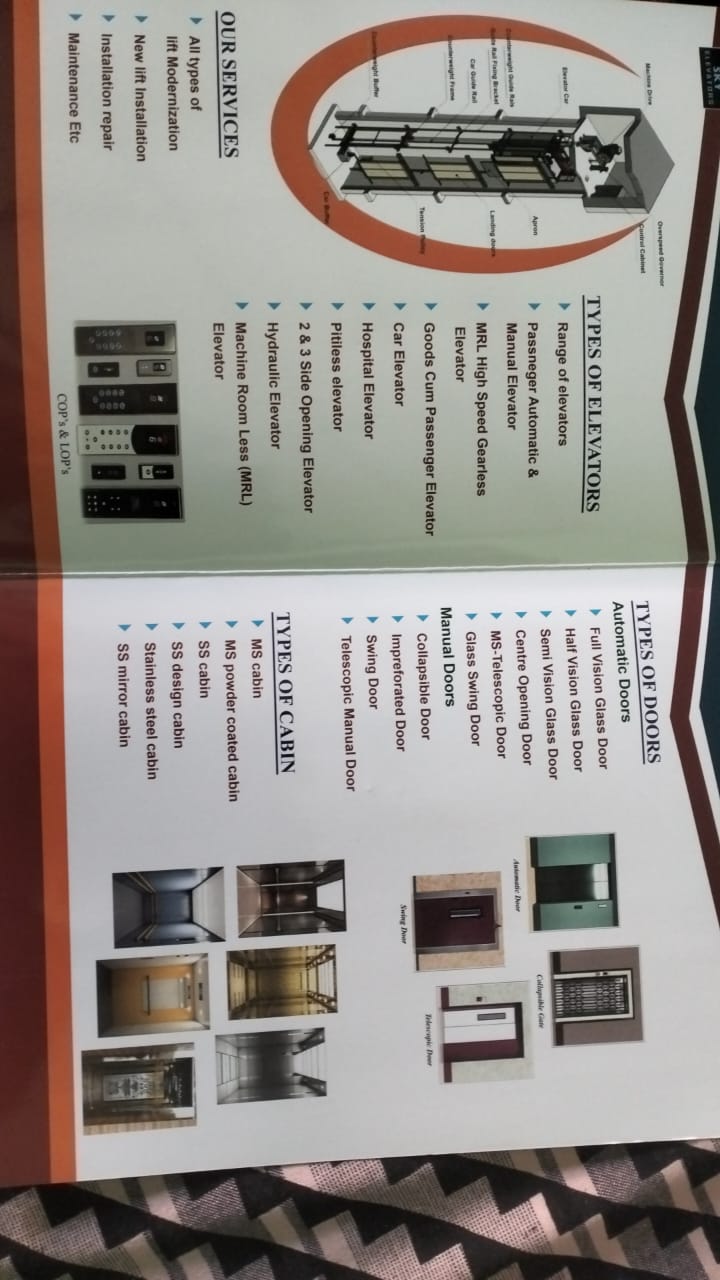 SKY
ELEVATORS
Machine Drive
Overspeed Governor
Control Cabinet
Elevator Car
Apron
Counterweight Guide Rails
Guide Rail Fixing Bracket
Landing doors
Car Guide Rail
Counterweight Frame
Tension Pulley
Counterweight Buffer
Car Buffer
OUR SERVICES
All types of
lift Modernization
New lift Installation
Installation repair
Maintenance Etc
TYPES OF ELEVATORS
Range of elevators
Passneger Automatic &
Manual Elevator
MRL High Speed Gearless
Elevator
Goods Cum Passenger Elevator
Car Elevator
Hospital Elevator
Pitless elevator
2 & 3 Side Opening Elevator
Hydraulic Elevator
Machine Room Less (MRL)
Elevator
COP's & LOP's
TYPES OF DOORS
Automatic Doors
Full Vision Glass Door
Half Vision Glass Door
Semi Vision Glass Door
Centre Opening Door
MS-Telescopic Door
Glass Swing Door
Manual Doors
Collapsible Door
Impreforated Door
Swing Door
Telescopic Manual Door
TYPES OF CABIN
MS cabin
MS powder coated cabin
SS cabin
SS design cabin
Stainless steel cabin
SS mirror cabin
Automatic Door
Collapsible Gate
Swing Door
Telescopic Door